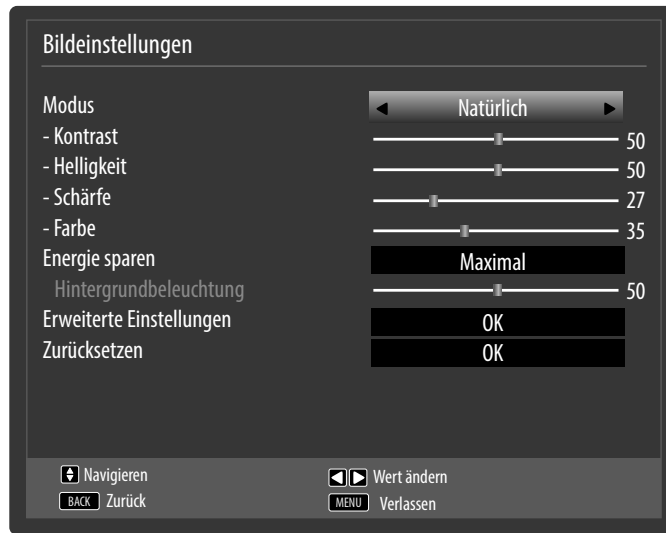 Bildeinstellungen
Modus Natürlich
- Kontrast 50
- Helligkeit 50
- Schärfe 27
- Farbe 35
Energie sparen Maximal
Hintergrundbeleuchtung 50
Erweiterte Einstellungen OK
Zurücksetzen OK
Navigieren Wert ändern
BACK Zurück MENU Verlassen